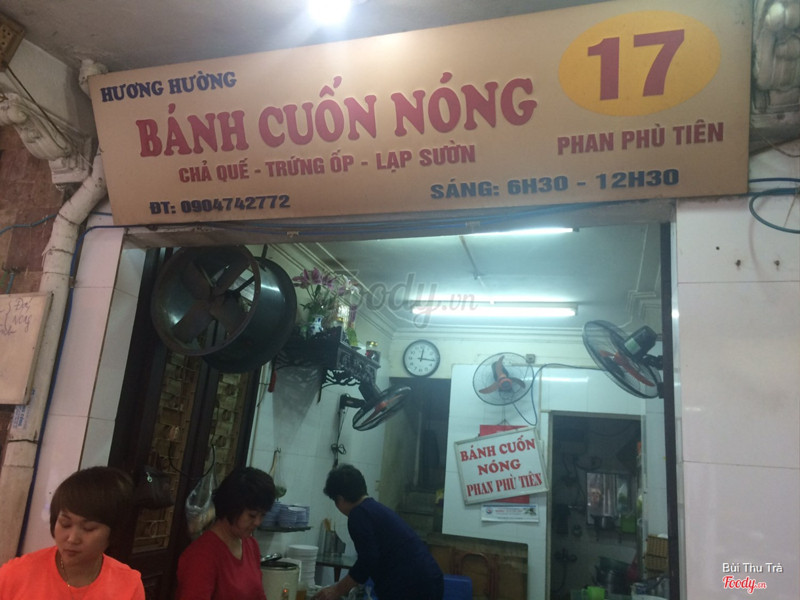 HƯƠNG HƯỜNG
BÁNH CUỐN NÓNG
17
CHẢ QUẾ - TRỨNG ỐP - LẠP SƯỜN
PHAN PHÙ TIÊN
ĐT: 0904742772
SÁNG: 6H30 - 12H30
Foody.vn
BÁNH CUỐN
NÓNG
PHAN PHÙ TIÊN
Bùi Thu Trà
Foody.vn